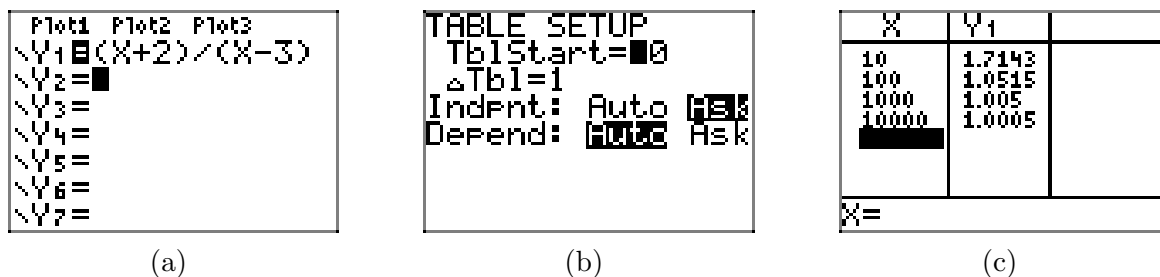 Plot1 Plot2 Plot3
\Y1=(X+2)/(X-3)
\Y2=
\Y3=
\Y4=
\Y5=
\Y6=
\Y7=
(a)
TABLE SETUP
TblStart=0
△Tbl=1
Indpnt: Auto Ask
Depend: Auto Ask
(b)
X Y1
10 1.7143
100 1.0515
1000 1.005
10000 1.0005
X=
(c)